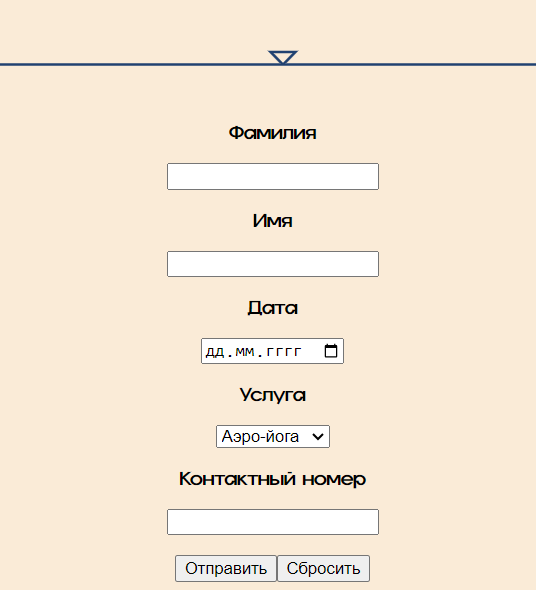 Фамилия
Имя
Дата
дд.мм.гггг
Услуга
Аэро-йога
Контактный номер
Отправить Сбросить